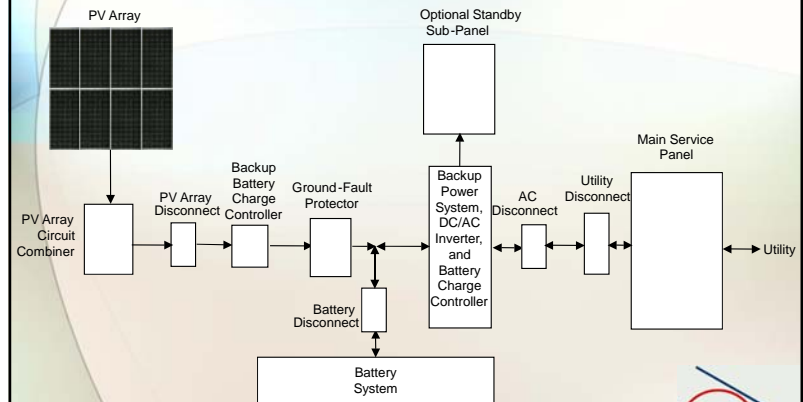 PV Array
Optional Standby
Sub-Panel
Main Service
Panel
Backup
Battery
Charge
Controller
PV Array
Disconnect
Ground-Fault
Protector
Backup
Power
System,
DC/AC
Inverter,
and
Battery
Charge
Controller
AC
Disconnect
Utility
Disconnect
PV Array
Circuit
Combiner
Utility
Battery
Disconnect
Battery
System